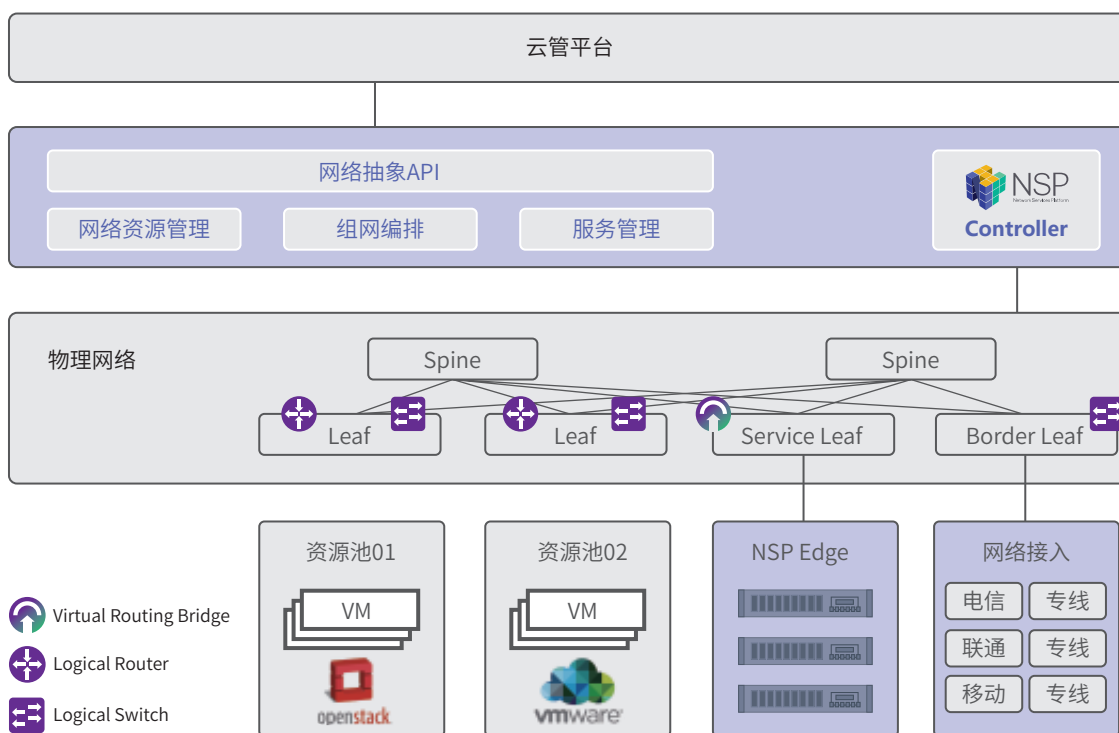 云管平台
网络抽象API
网络资源管理
组网编排
服务管理
NSP
Network Services Platform
Controller
物理网络
Spine
Spine
Leaf
Leaf
Service Leaf
Border Leaf
资源池01
资源池02
NSP Edge
网络接入
VM
VM
电信
专线
联通
专线
移动
专线
openstack
vmware
Virtual Routing Bridge
Logical Router
Logical Switch